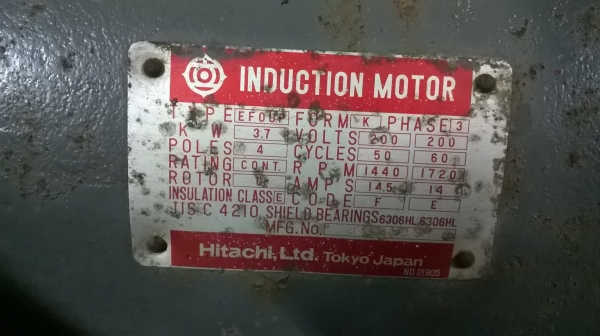 INDUCTION MOTOR
TYPE EFOUP FORM K PHASE 3
KW 3.7 VOLTS 200 200
POLES 4 CYCLES 50 60
RATING CONT. R P M 1440 1720
ROTOR AMPS 14.5 14
INSULATION CLASS E CODE F E
JIS C 4210 SHIELD BEARINGS 6306HL 6306HL
MFG. No.
Hitachi, Ltd. Tokyo Japan
NO 21905